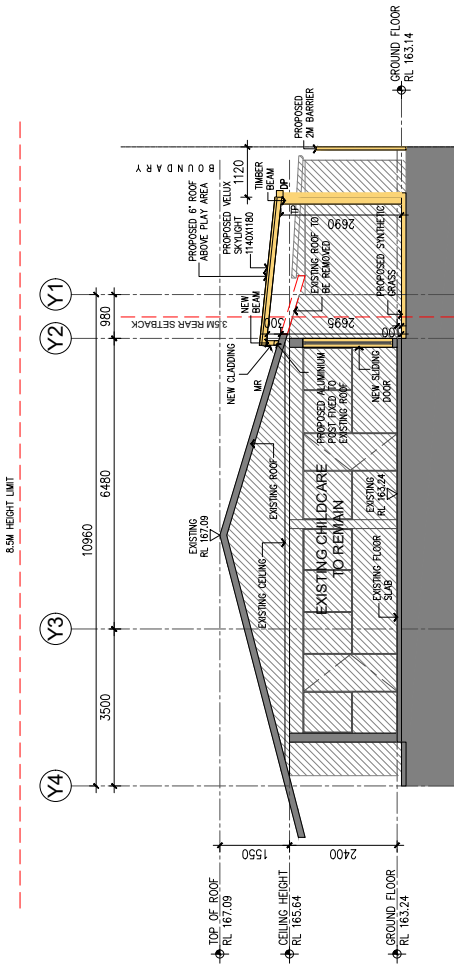 8.5M HEIGHT LIMIT
Y4
Y3
Y2
Y1
10960
3500
6480
980
TOP OF ROOF
RL 167.09
CEILING HEIGHT
RL 165.64
GROUND FLOOR
RL 163.24
1550
2400
EXISTING
RL 167.09
EXISTING CEILING
EXISTING ROOF
EXISTING CHILDCARE
TO REMAIN
EXISTING FLOOR
SLAB
EXISTING
RL 163.24
NEW CLADDING
MR
NEW
BEAM
3.5M REAR SETBACK
PROPOSED ALUMINIUM
POST FIXED TO
EXISTING ROOF
NEW SLIDING
DOOR
300
2695
100
PROPOSED 6° ROOF
ABOVE PLAY AREA
PROPOSED VELUX
SKYLIGHT
1140X1180
TIMBER
BEAM
DP
TP
EXISTING ROOF TO
BE REMOVED
2690
PROPOSED SYNTHETIC
GRASS
BOUNDARY
1120
PROPOSED
2M BARRIER
GROUND FLOOR
RL 163.14